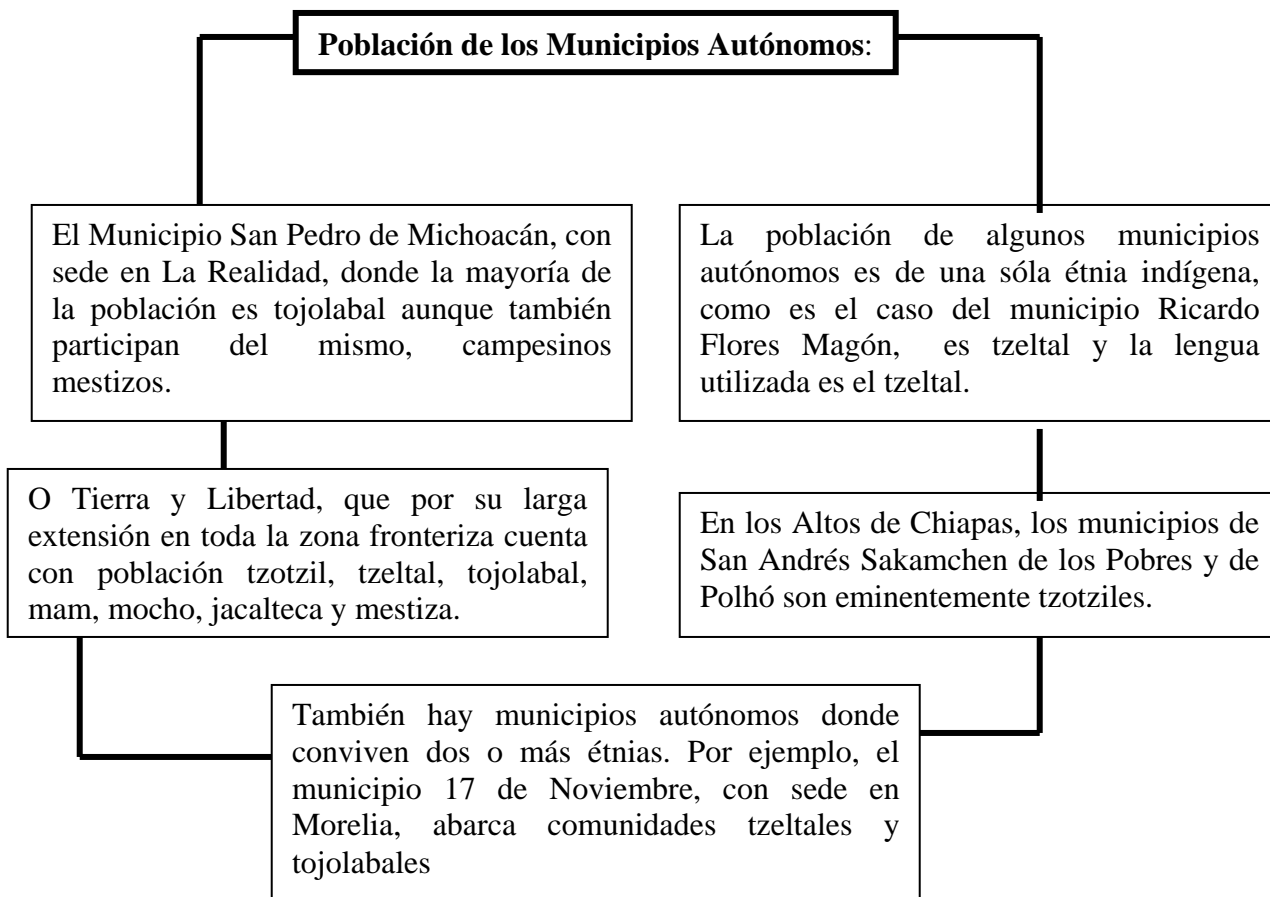 Población de los Municipios Autónomos:
El Municipio San Pedro de Michoacán, con
sede en La Realidad, donde la mayoría de
la población es tojolabal aunque también
participan del mismo, campesinos
mestizos.
La población de algunos municipios
autónomos es de una sóla étnia indígena,
como es el caso del municipio Ricardo
Flores Magón, es tzeltal y la lengua
utilizada es el tzeltal.
O Tierra y Libertad, que por su larga
extensión en toda la zona fronteriza cuenta
con población tzotzil, tzeltal, tojolabal,
mam, mocho, jacalteca y mestiza.
En los Altos de Chiapas, los municipios de
San Andrés Sakamchen de los Pobres y de
Polhó son eminentemente tzotziles.
También hay municipios autónomos donde
conviven dos o más étnias. Por ejemplo, el
municipio 17 de Noviembre, con sede en
Morelia, abarca comunidades tzeltales y
tojolabales